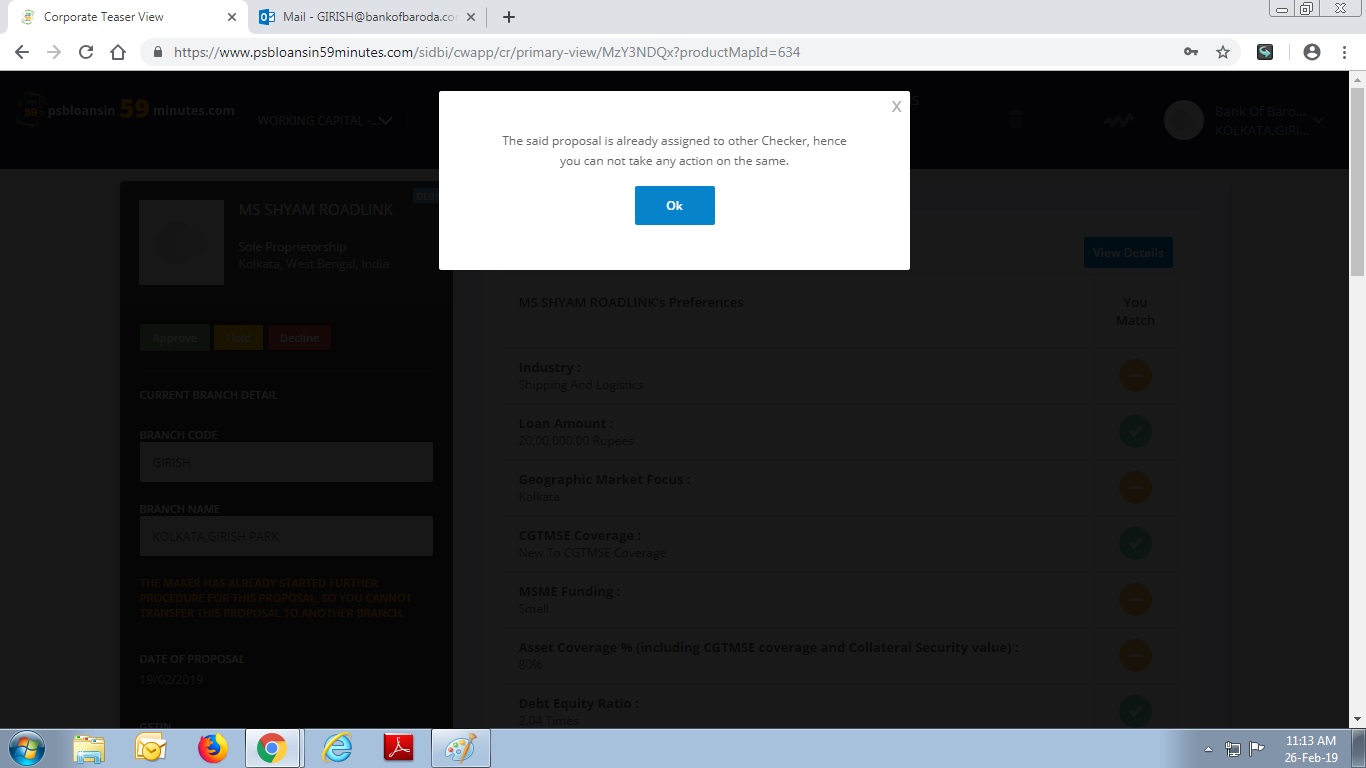 Corporate Teaser View
Mail - GIRISH@bankofbaroda.co
https://www.psbloansin59minutes.com/sidbi/cwapp/cr/primary-view/MzY3NDQx?productMapId=634
psbloansin 59 minutes.com
WORKING CAPITAL -...
Bank Of Baro...
KOLKATA,GIRI...
X
The said proposal is already assigned to other Checker, hence
you can not take any action on the same.
Ok
MS SHYAM ROADLINK
Sole Proprietorship
Kolkata, West Bengal, India
Approve Hold Decline
CURRENT BRANCH DETAIL
BRANCH CODE
GIRISH
BRANCH NAME
KOLKATA,GIRISH PARK
THE MAKER HAS ALREADY STARTED FURTHER
PROCEDURE FOR THIS PROPOSAL, SO YOU CANNOT
TRANSFER THIS PROPOSAL TO ANOTHER BRANCH.
DATE OF PROPOSAL
19/02/2019
GSTIN
View Details
MS SHYAM ROADLINK's Preferences
You
Match
Industry :
Shipping And Logistics
Loan Amount :
20,00,000.00 Rupees
Geographic Market Focus :
Kolkata
CGTMSE Coverage :
New To CGTMSE Coverage
MSME Funding :
Small
Asset Coverage % (including CGTMSE coverage and Collateral Security value) :
80%
Debt Equity Ratio :
2.04 Times
11:13 AM
26-Feb-19